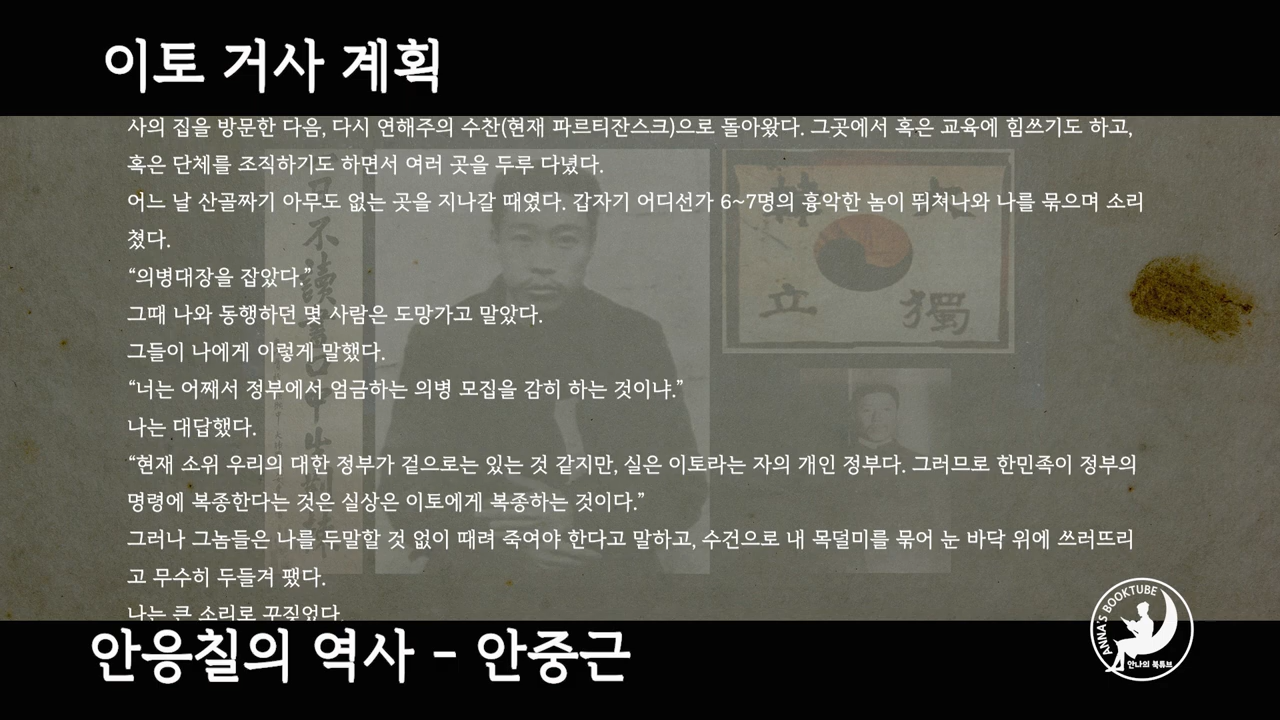 이토 거사 계획
사의 집을 방문한 다음, 다시 연해주의 수찬(현재 파르티잔스크)으로 돌아왔다. 그곳에서 혹은 교육에 힘쓰기도 하고,
혹은 단체를 조직하기도 하면서 여러 곳을 두루 다녔다.
어느 날 산골짜기 아무도 없는 곳을 지나갈 때였다. 갑자기 어디선가 6~7명의 흉악한 놈이 뛰쳐나와 나를 묶으며 소리
쳤다.
“의병대장을 잡았다.”
그때 나와 동행하던 몇 사람은 도망가고 말았다.
그들이 나에게 이렇게 말했다.
“너는 어째서 정부에서 엄금하는 의병 모집을 감히 하는 것이냐.”
나는 대답했다.
“현재 소위 우리의 대한 정부가 겉으로는 있는 것 같지만, 실은 이토라는 자의 개인 정부다. 그러므로 한민족이 정부의
명령에 복종한다는 것은 실상은 이토에게 복종하는 것이다.”
그러나 그놈들은 나를 두말할 것 없이 때려 죽여야 한다고 말하고, 수건으로 내 목덜미를 묶어 눈 바닥 위에 쓰러뜨리
고 무수히 두들겨 팼다.
나는 큰 소리로 꾸짖었다.
不讀書口中生荊棘
立
獨
안응칠의 역사 - 안중근
ANNA'S BOOKTUBE
안나의 북튜브